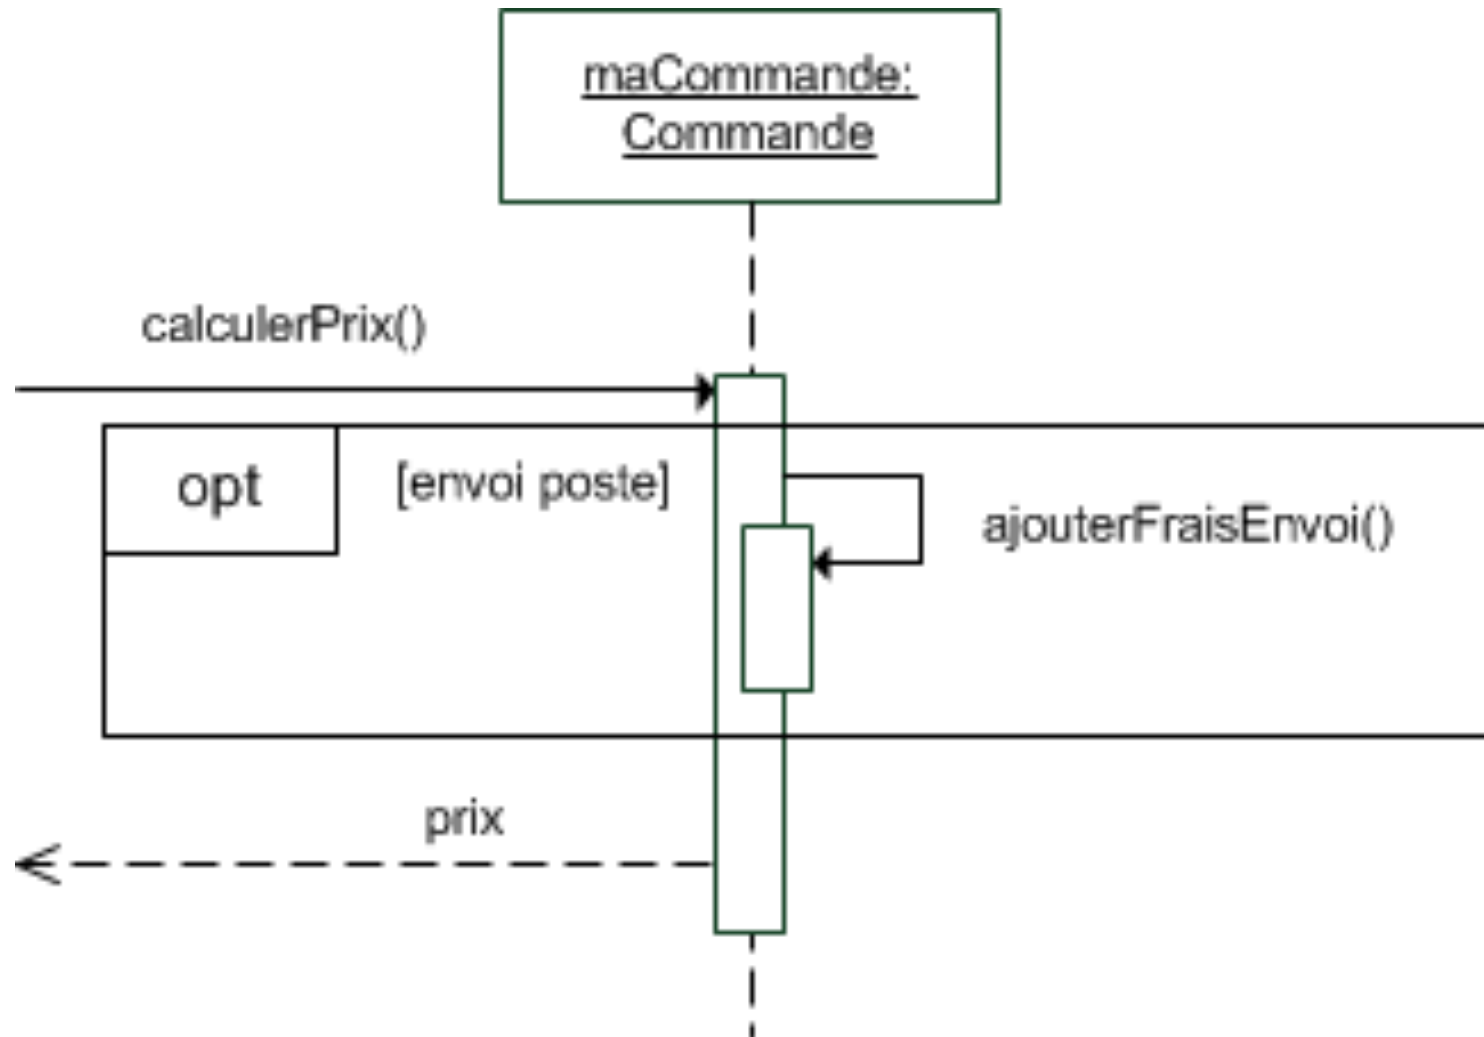 maCommande:
Commande
calculerPrix()
opt
[envoi poste]
ajouterFraisEnvoi()
prix